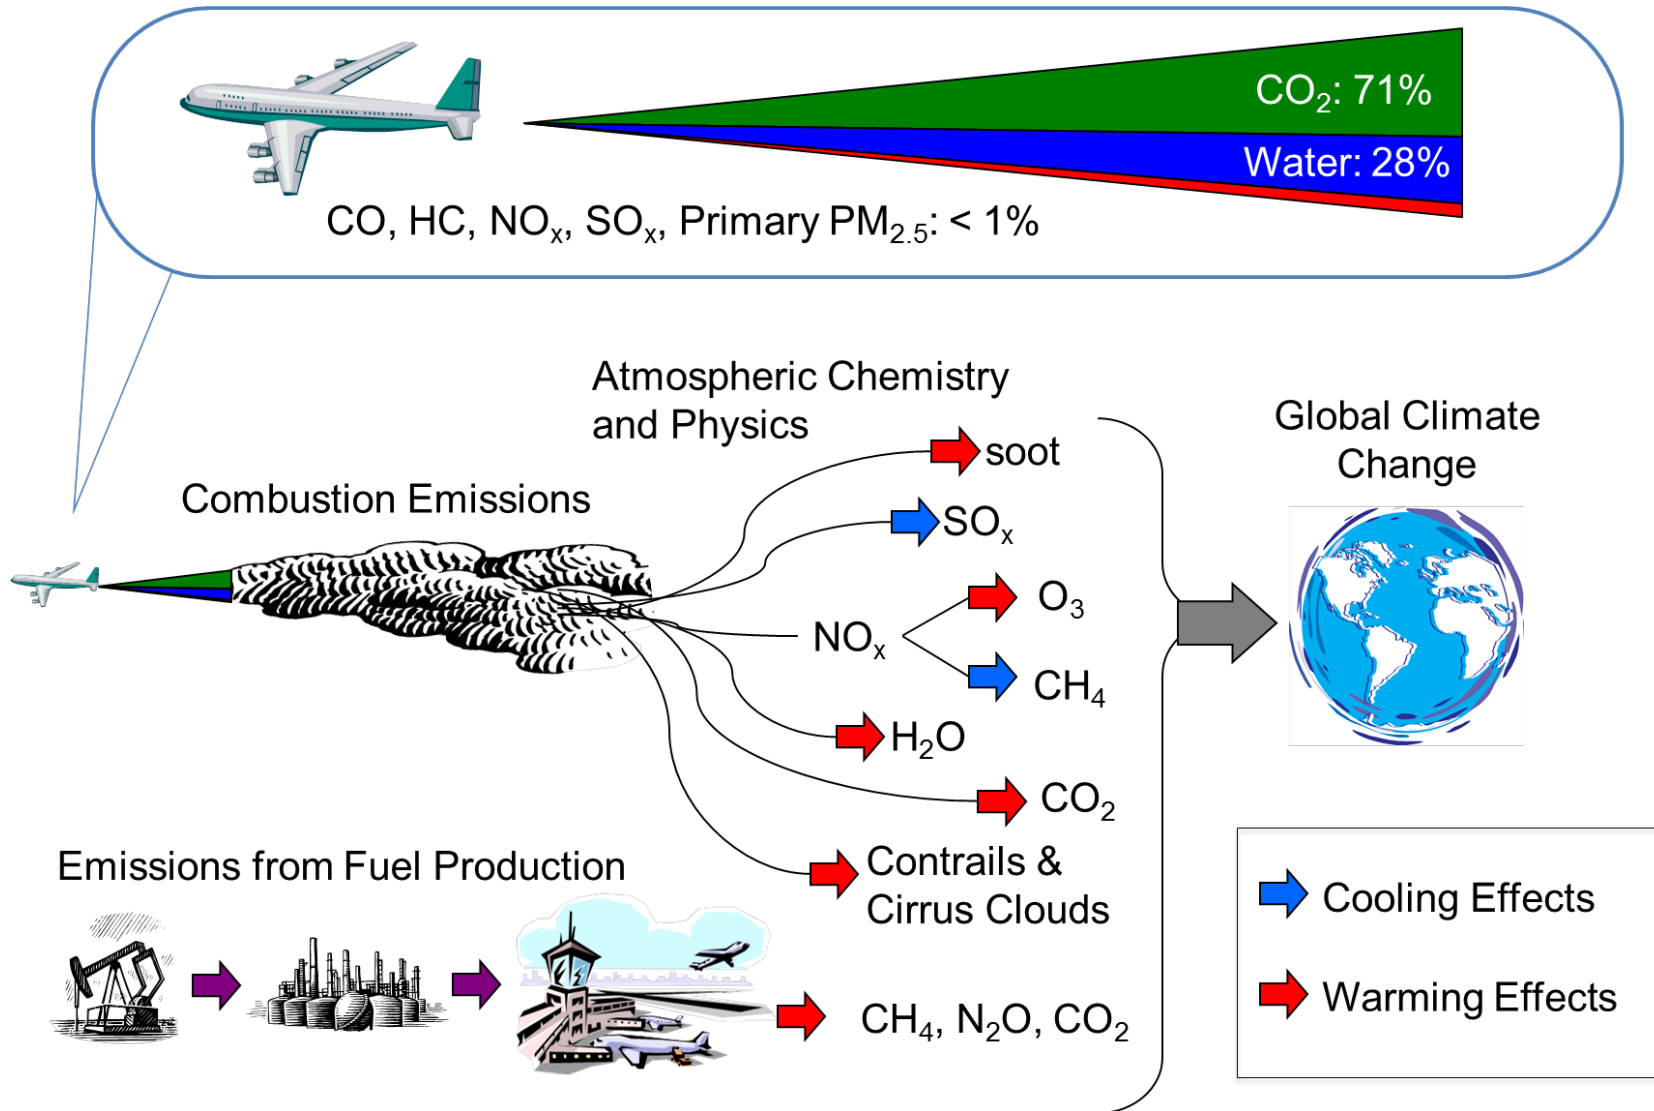 CO₂: 71%
Water: 28%
CO, HC, NOₓ, SOₓ, Primary PM₂.₅: < 1%
Atmospheric Chemistry
and Physics
Global Climate
Change
Combustion Emissions
soot
SOₓ
O₃
NOₓ
CH₄
H₂O
CO₂
Contrails &
Cirrus Clouds
Emissions from Fuel Production
CH₄, N₂O, CO₂
Cooling Effects
Warming Effects